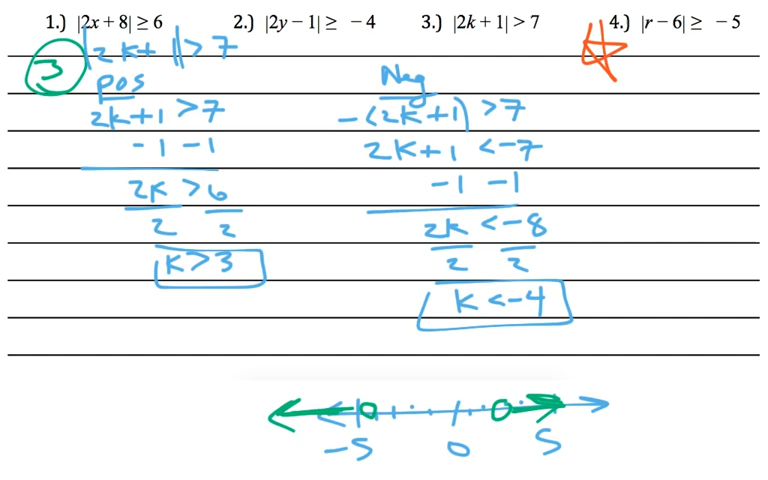 1.) |2x + 8| ≥ 6 2.) |2y − 1| ≥ −4 3.) |2k + 1| > 7 4.) |r − 6| ≥ −5
3 |2k+1| > 7
pos Neg
2k+1 > 7 -(2k+1) > 7
-1 -1 2k+1 < -7
2k > 6 -1 -1
2 2 2k < -8
k > 3 2 2
k < -4
-5 0 5